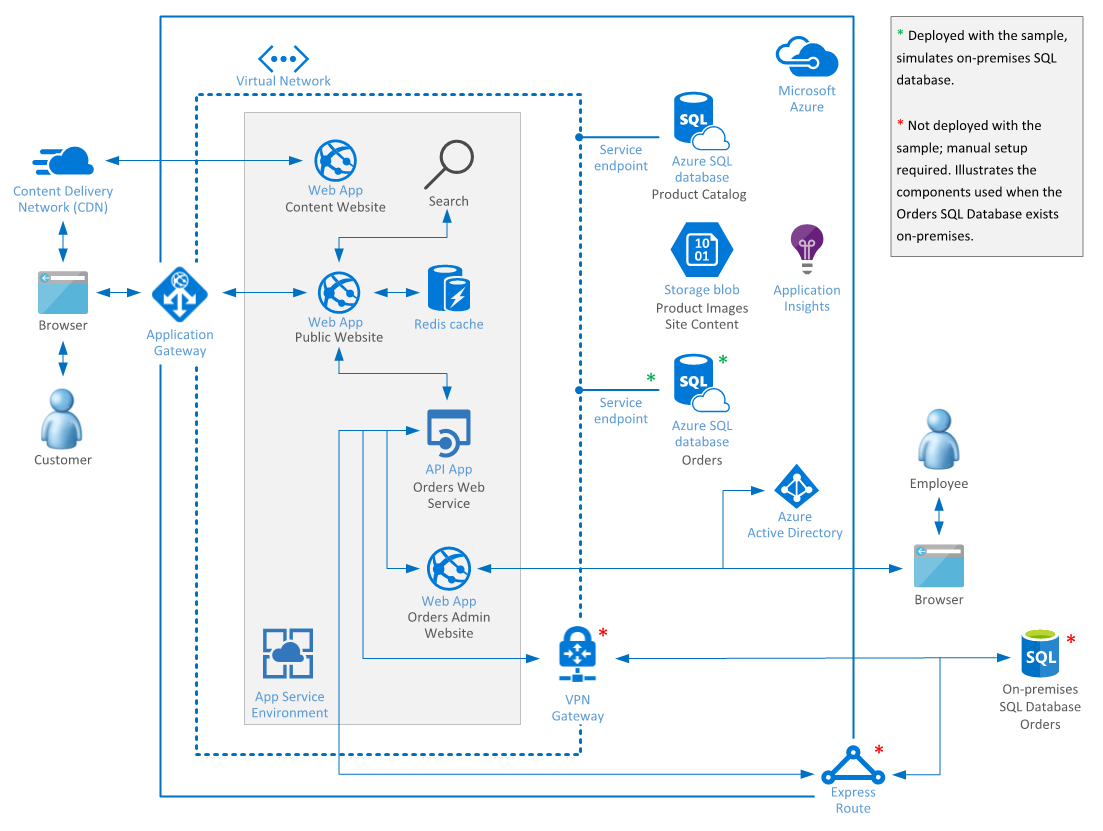 Virtual Network
Microsoft
Azure
* Deployed with the sample,
simulates on-premises SQL
database.
* Not deployed with the
sample; manual setup
required. Illustrates the
components used when the
Orders SQL Database exists
on-premises.
Content Delivery
Network (CDN)
Web App
Content Website
Search
Service
endpoint
SQL
Azure SQL
database
Product Catalog
Browser
Application
Gateway
Web App
Public Website
Redis cache
10
01
Storage blob
Product Images
Site Content
Application
Insights
Customer
*
Service
endpoint
SQL
*
Azure SQL
database
Orders
API App
Orders Web
Service
Azure
Active Directory
Employee
Browser
Web App
Orders Admin
Website
App Service
Environment
*
VPN
Gateway
SQL
*
On-premises
SQL Database
Orders
*
Express
Route